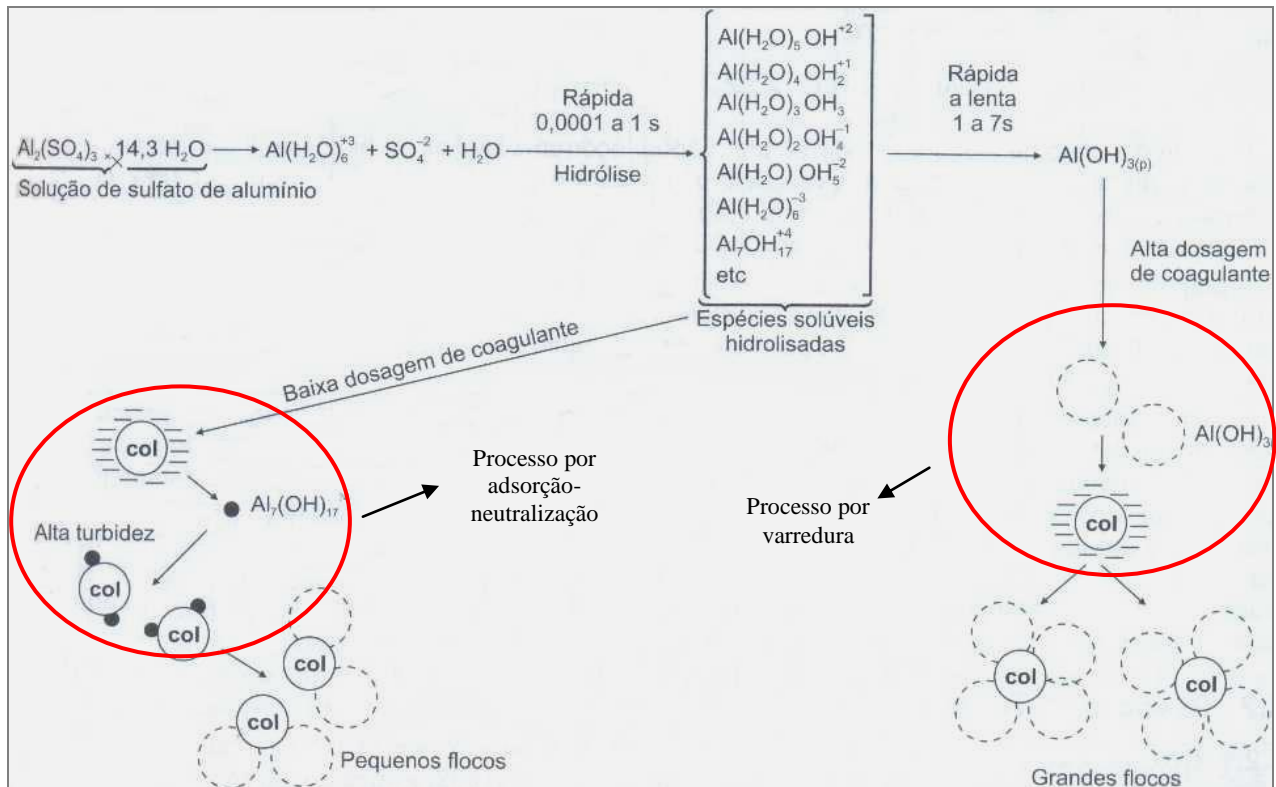 Al₂(SO₄)₃ × 14,3 H₂O → Al(H₂O)₆⁺³ + SO₄⁻² + H₂O
Solução de sulfato de alumínio
Rápida
0,0001 a 1 s
Hidrólise
Al(H₂O)₅ OH⁺²
Al(H₂O)₄ OH₂⁺¹
Al(H₂O)₃ OH₃
Al(H₂O)₂ OH₄⁻¹
Al(H₂O) OH₅⁻²
Al(H₂O)₆⁻³
Al₇OH₁₇⁺⁴
etc
Espécies solúveis
hidrolisadas
Rápida
a lenta
1 a 7s
Al(OH)₃₍ₚ₎
Alta dosagem
de coagulante
Baixa dosagem de coagulante
col
Al₇(OH)₁₇
Alta turbidez
col
col
col
col
Pequenos flocos
Processo por
adsorção-
neutralização
Processo por
varredura
Al(OH)₃
col
col
col
Grandes flocos